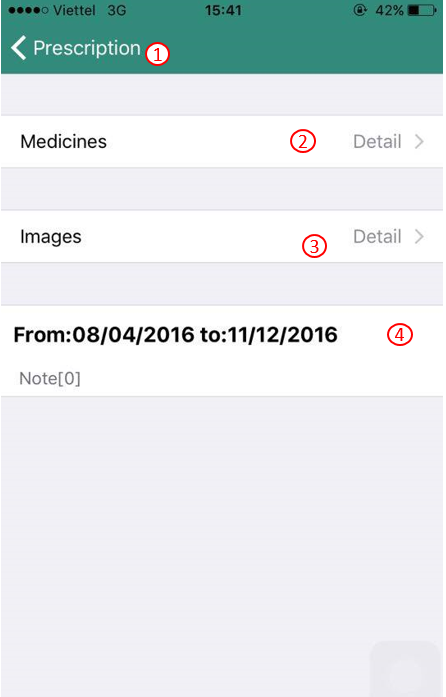 Viettel 3G 15:41 42%
Prescription 1
Medicines 2 Detail
Images 3 Detail
From:08/04/2016 to:11/12/2016 4
Note[0]